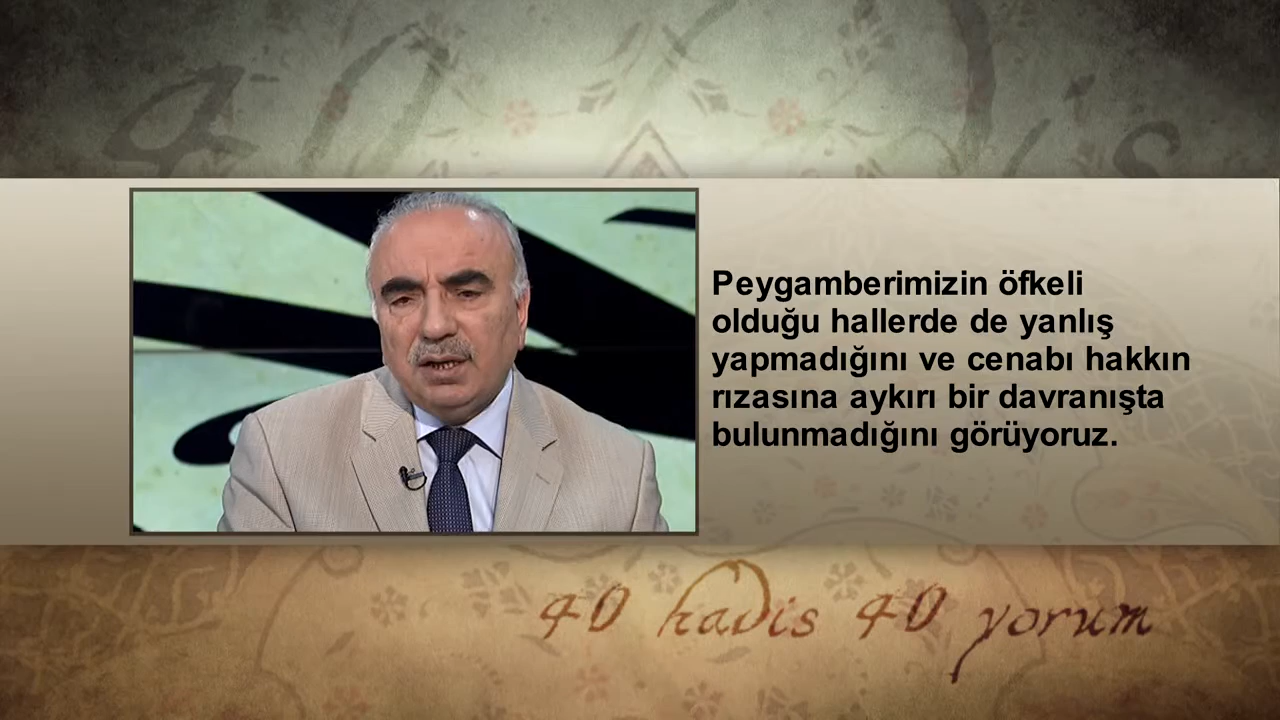 Peygamberimizin öfkeli
olduğu hallerde de yanlış
yapmadığını ve cenabı hakkın
rızasına aykırı bir davranışta
bulunmadığını görüyoruz.
40 hadis 40 yorum